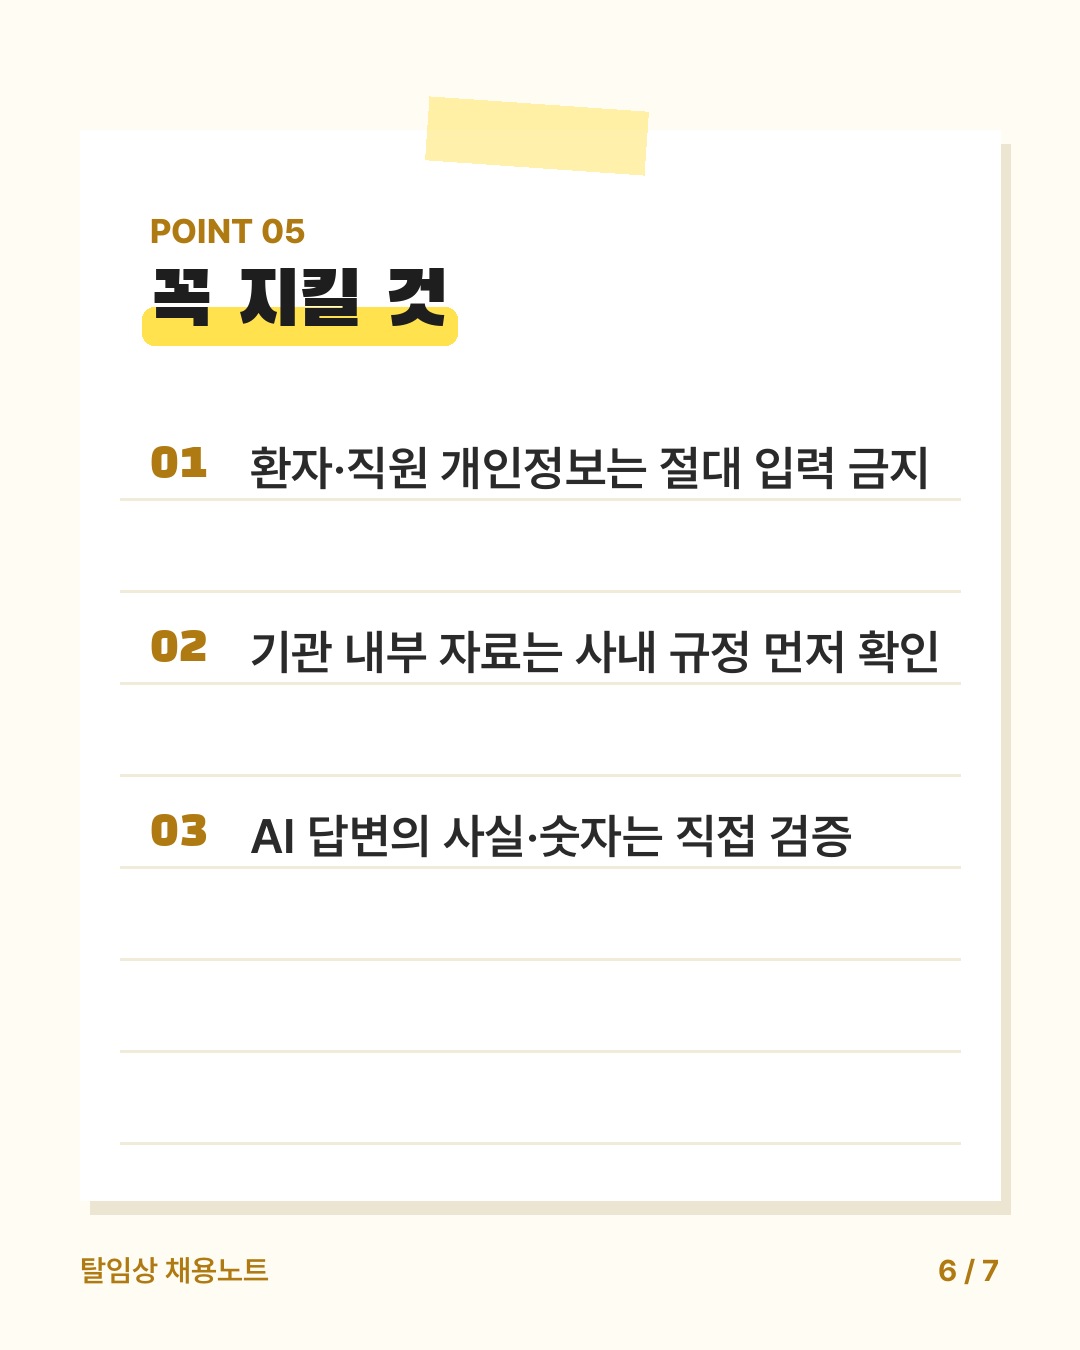 POINT 05
꼭 지킬 것
01 환자·직원 개인정보는 절대 입력 금지
02 기관 내부 자료는 사내 규정 먼저 확인
03 AI 답변의 사실·숫자는 직접 검증
탈임상 채용노트
6 / 7